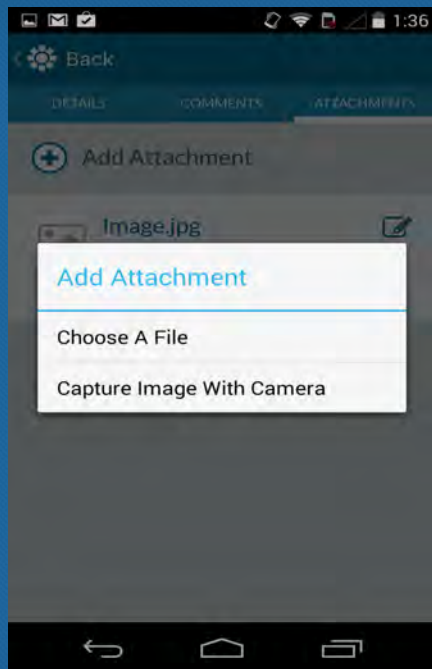 1:36
Back
DETAILS COMMENTS ATTACHMENTS
Add Attachment
Image.jpg
Add Attachment
Choose A File
Capture Image With Camera